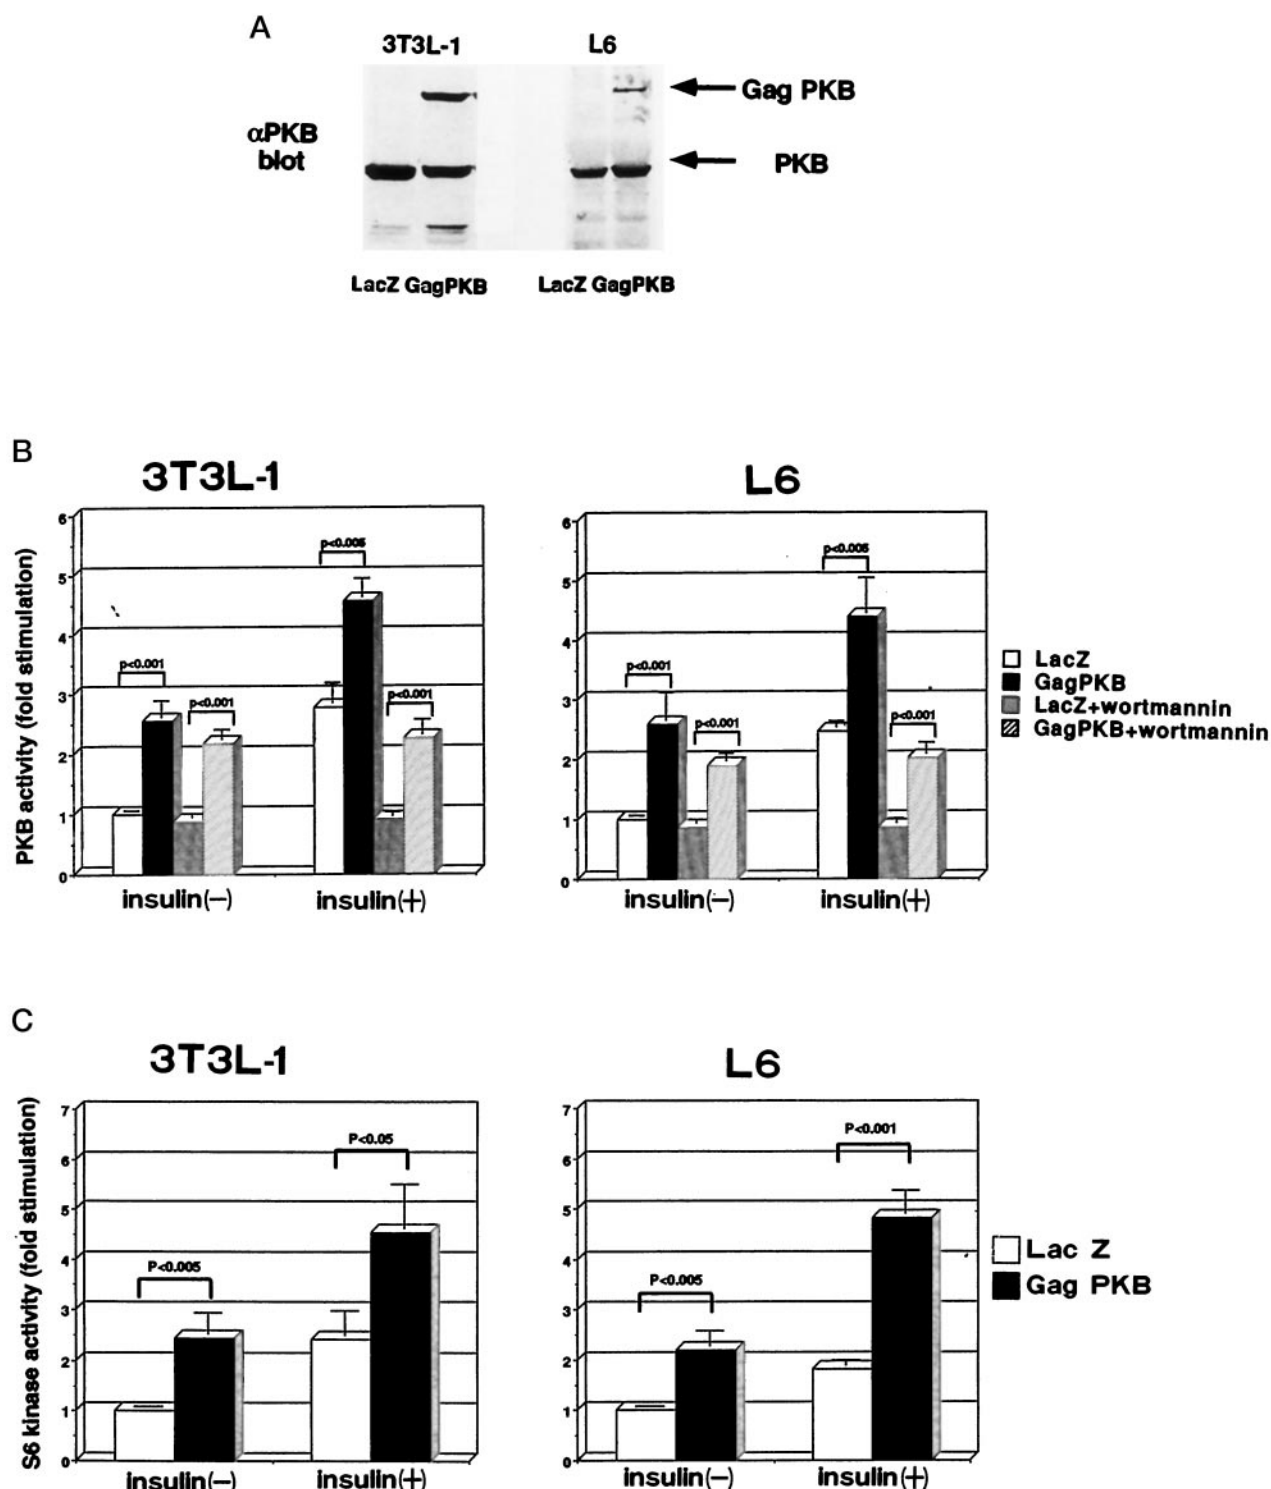 A
3T3L-1 L6
Gag PKB
αPKB
blot
PKB
LacZ GagPKB LacZ GagPKB
B
3T3L-1
PKB activity (fold stimulation)
6
5
4
3
2
1
0
p<0.001
p<0.001
p<0.005
p<0.001
insulin(−) insulin(+)
L6
6
5
4
3
2
1
0
p<0.001
p<0.001
p<0.005
p<0.001
insulin(−) insulin(+)
LacZ
GagPKB
LacZ+wortmannin
GagPKB+wortmannin
C
3T3L-1
S6 kinase activity (fold stimulation)
7
6
5
4
3
2
1
0
P<0.005
P<0.05
insulin(−) insulin(+)
L6
7
6
5
4
3
2
1
0
P<0.005
P<0.001
insulin(−) insulin(+)
Lac Z
Gag PKB